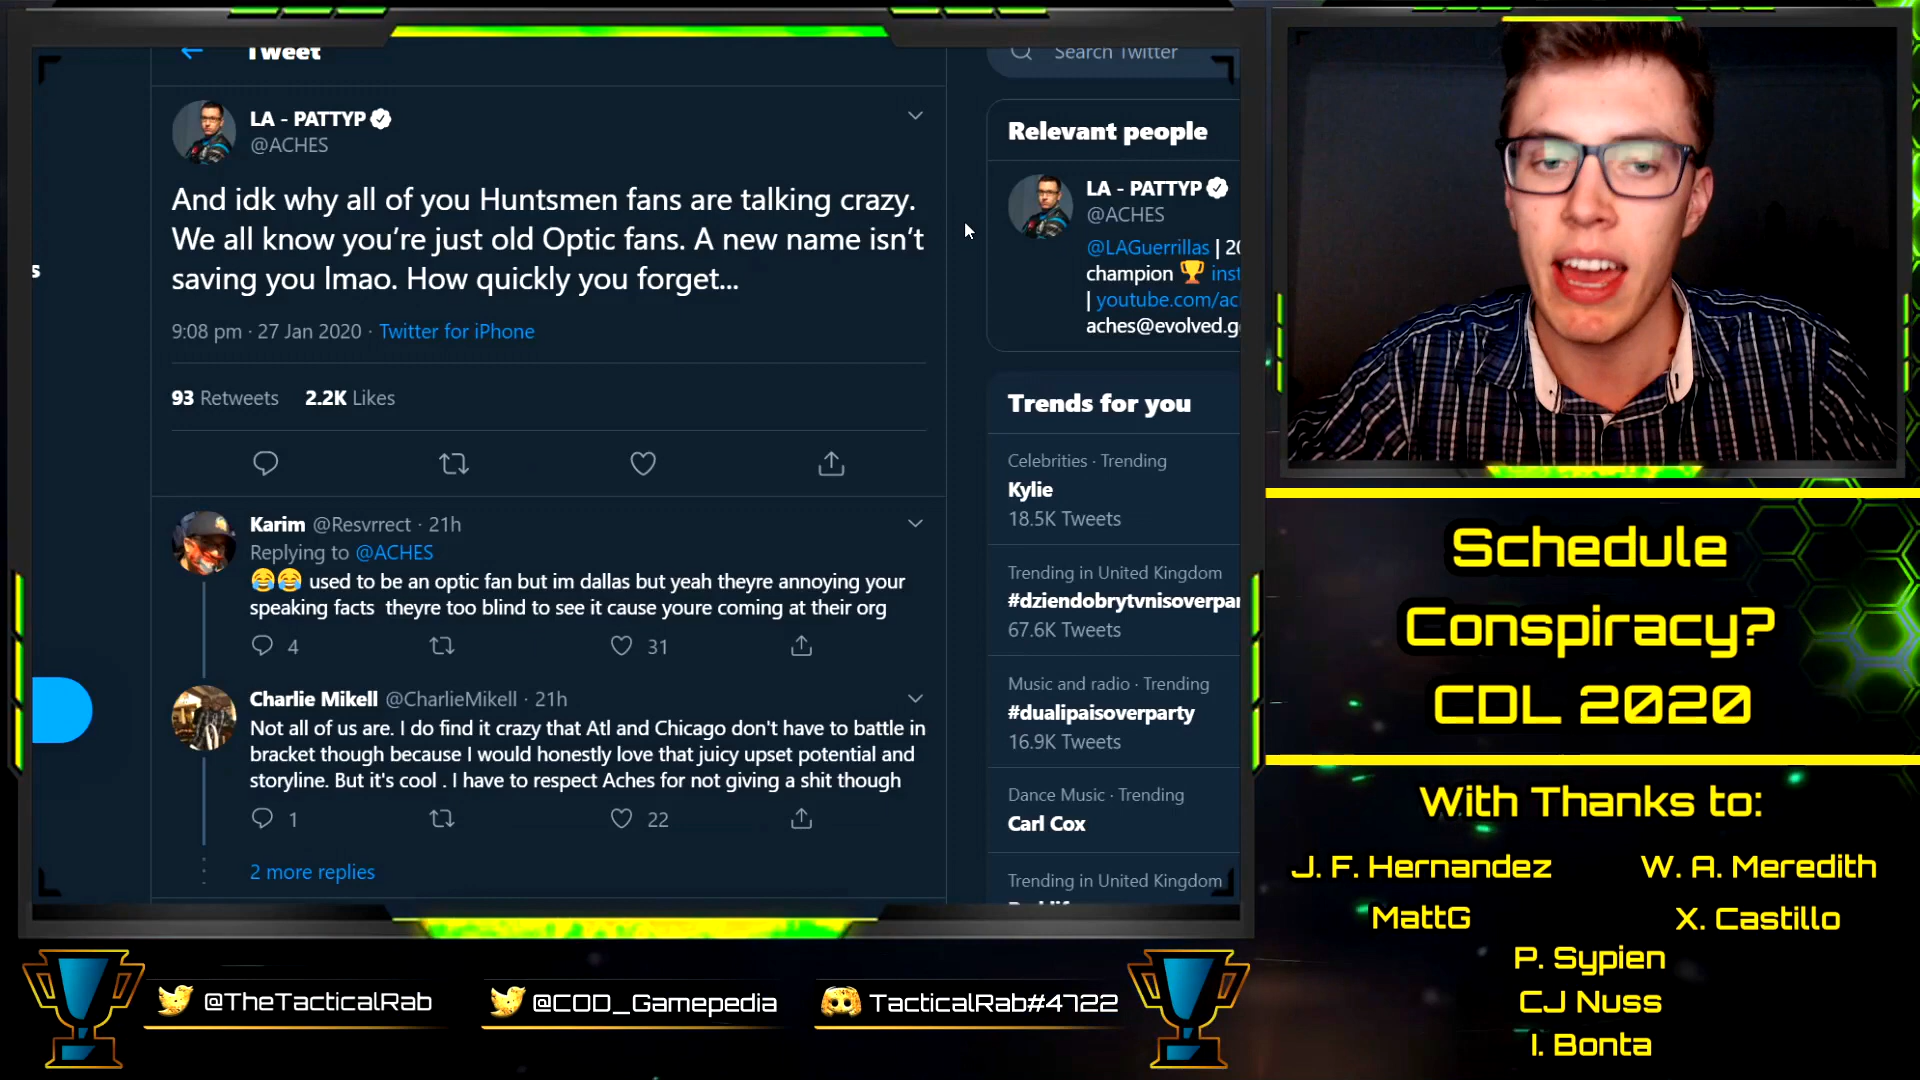 Tweet
Search Twitter
LA - PATTYP
@ACHES
And idk why all of you Huntsmen fans are talking crazy.
We all know you’re just old Optic fans. A new name isn’t
saving you lmao. How quickly you forget...
9:08 pm · 27 Jan 2020 · Twitter for iPhone
93 Retweets 2.2K Likes
Karim @Resvrrect · 21h
Replying to @ACHES
😂😂 used to be an optic fan but im dallas but yeah theyre annoying your
speaking facts theyre too blind to see it cause youre coming at their org
4 31
Charlie Mikell @CharlieMikell · 21h
Not all of us are. I do find it crazy that Atl and Chicago don't have to battle in
bracket though because I would honestly love that juicy upset potential and
storyline. But it's cool . I have to respect Aches for not giving a shit though
1 22
2 more replies
s
Relevant people
LA - PATTYP
@ACHES
@LAGuerrillas | 20
champion 🏆 inst
| youtube.com/ac
aches@evolved.g
Trends for you
Celebrities · Trending
Kylie
18.5K Tweets
Trending in United Kingdom
#dziendobrytvnisoverpar
67.6K Tweets
Music and radio · Trending
#dualipaisoverparty
16.9K Tweets
Dance Music · Trending
Carl Cox
Trending in United Kingdom
Schedule
Conspiracy?
CDL 2020
With Thanks to:
J. F. Hernandez W. A. Meredith
MattG X. Castillo
P. Sypien
CJ Nuss
I. Bonta
@TheTacticalRab @COD_Gamepedia TacticalRab#4722